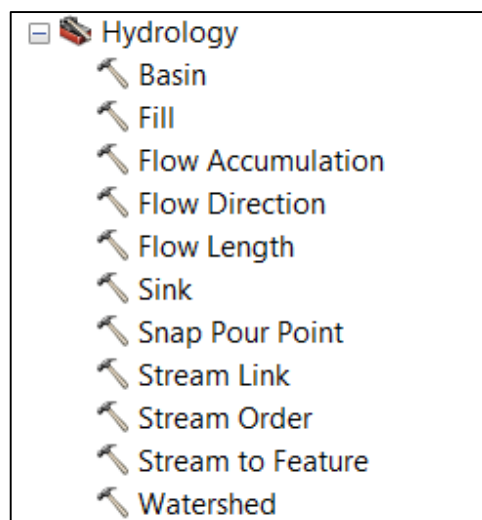 Hydrology
Basin
Fill
Flow Accumulation
Flow Direction
Flow Length
Sink
Snap Pour Point
Stream Link
Stream Order
Stream to Feature
Watershed